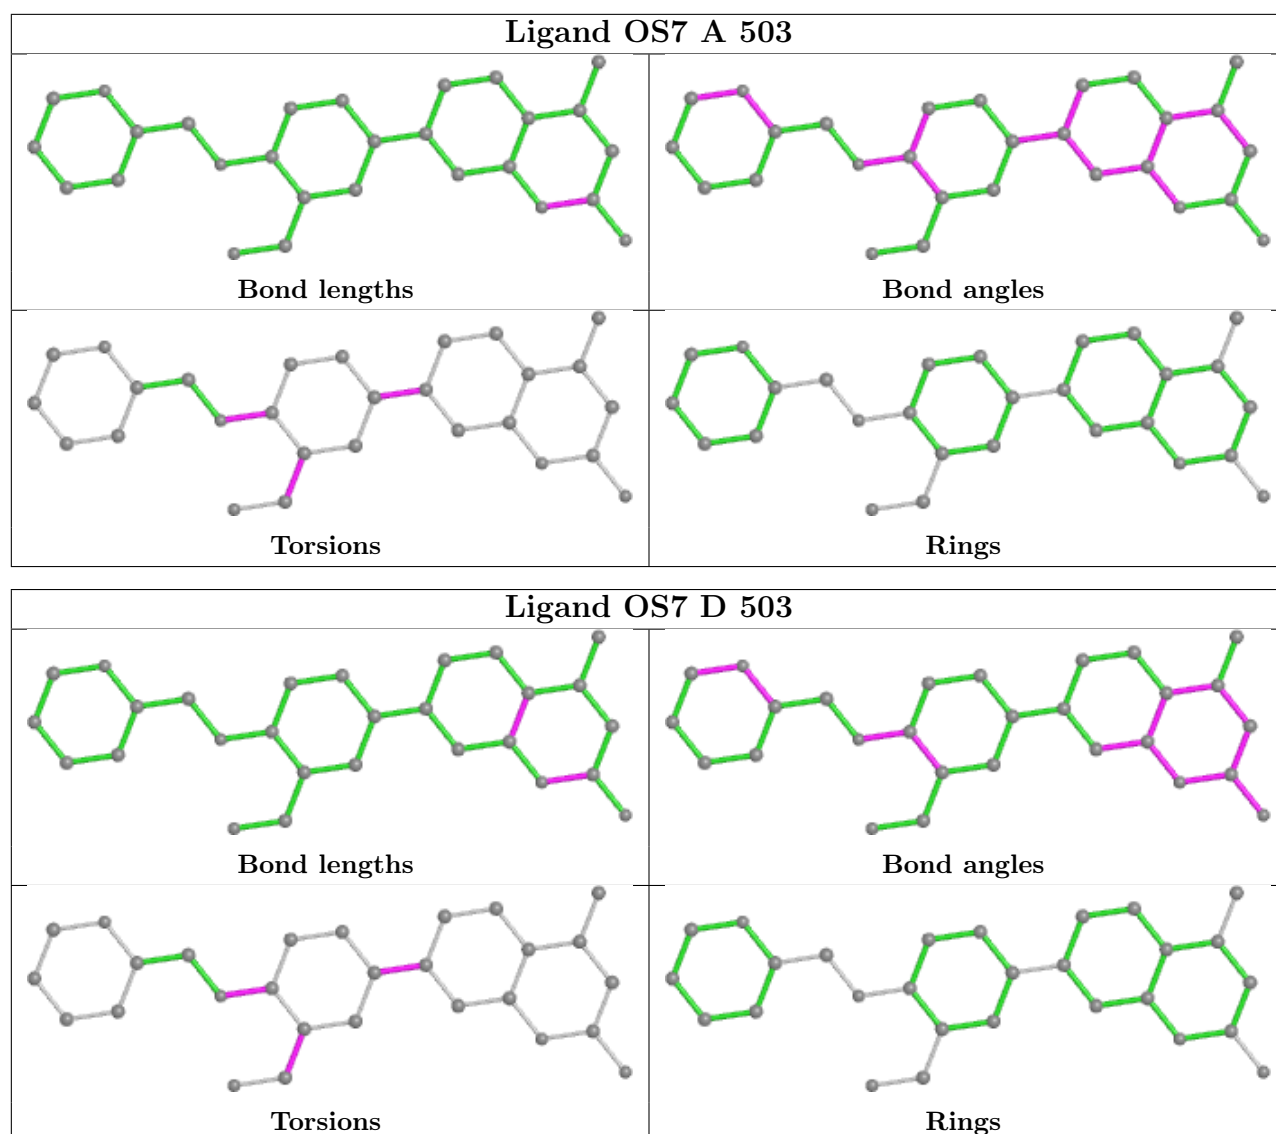 Ligand OS7 A 503
Bond lengths
Bond angles
Torsions
Rings
Ligand OS7 D 503
Bond lengths
Bond angles
Torsions
Rings